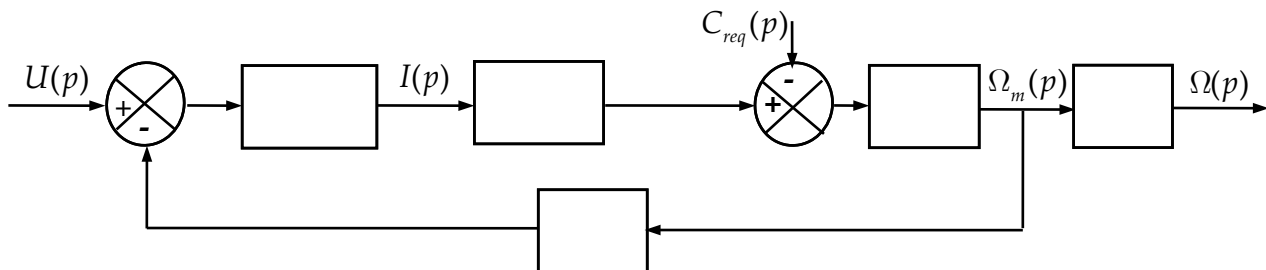 C_req(p)
U(p)
I(p)
Ω_m(p)
Ω(p)
+
-
-
+